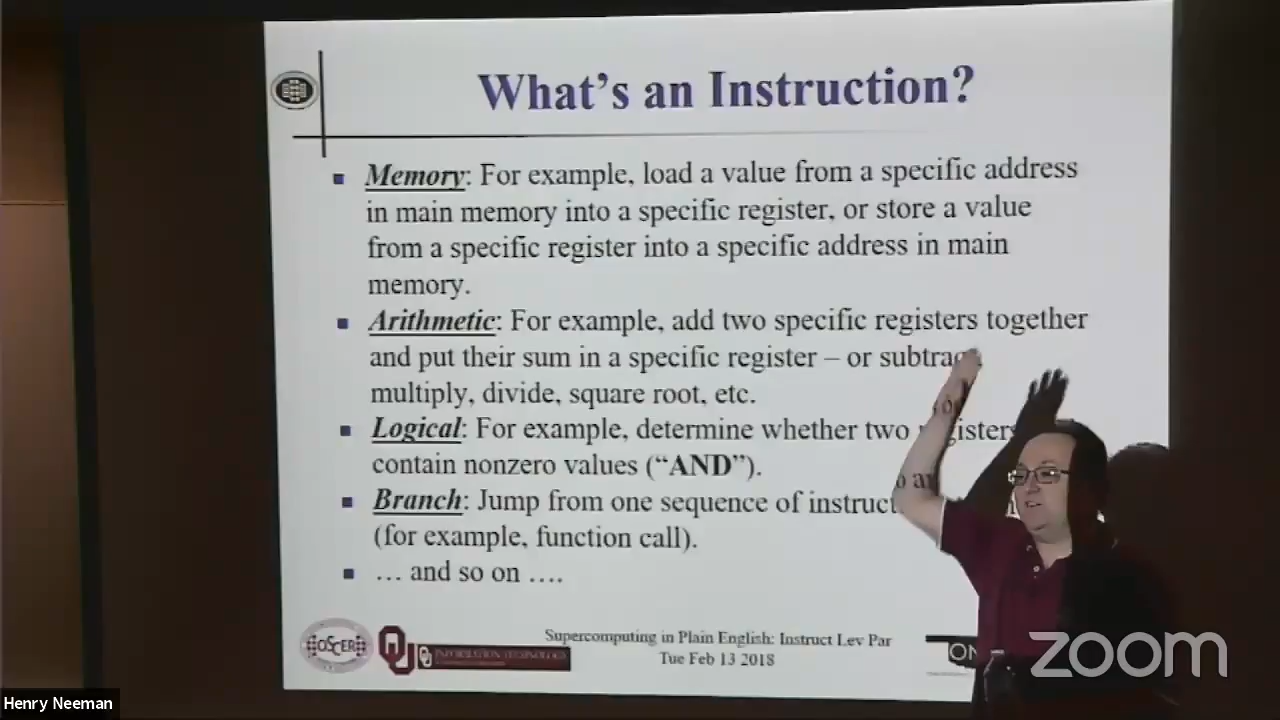 What's an Instruction?
Memory: For example, load a value from a specific address
in main memory into a specific register, or store a value
from a specific register into a specific address in main
memory.
Arithmetic: For example, add two specific registers together
and put their sum in a specific register – or subtrac
multiply, divide, square root, etc.
Logical: For example, determine whether two gisters
contain nonzero values ("AND").
Branch: Jump from one sequence of instruct
(for example, function call).
… and so on ….
OSCER
INFORMATION TECHNOLOGY
Supercomputing in Plain English: Instruct Lev Par
Tue Feb 13 2018
ON
zoom
Henry Neeman